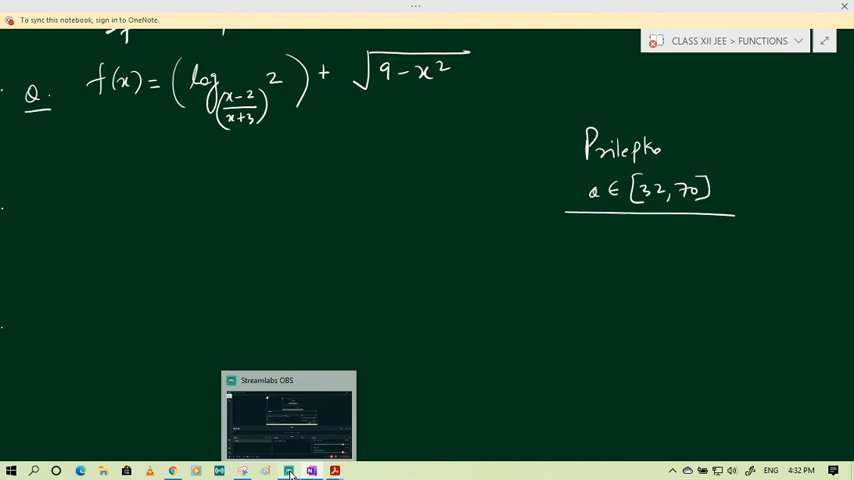 To sync this notebook, sign in to OneNote.
CLASS XII JEE > FUNCTIONS
Q. f(x) = (log_((x-2)/(x+3)) 2) + √(9 - x²)
Prilepko
Q ∈ [32, 70]
Streamlabs OBS
ENG 4:32 PM